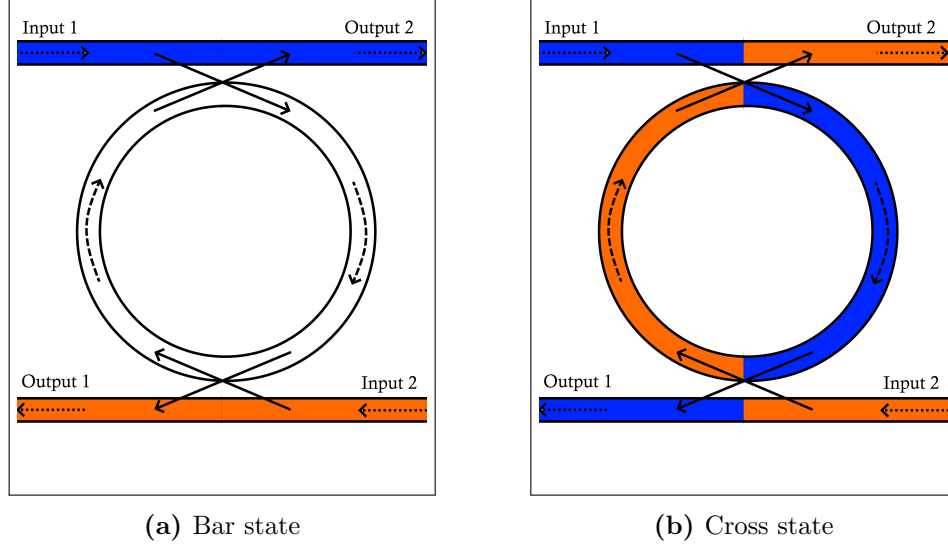 Input 1 Output 2 Input 1 Output 2
Output 1 Input 2 Output 1 Input 2
(a) Bar state (b) Cross state